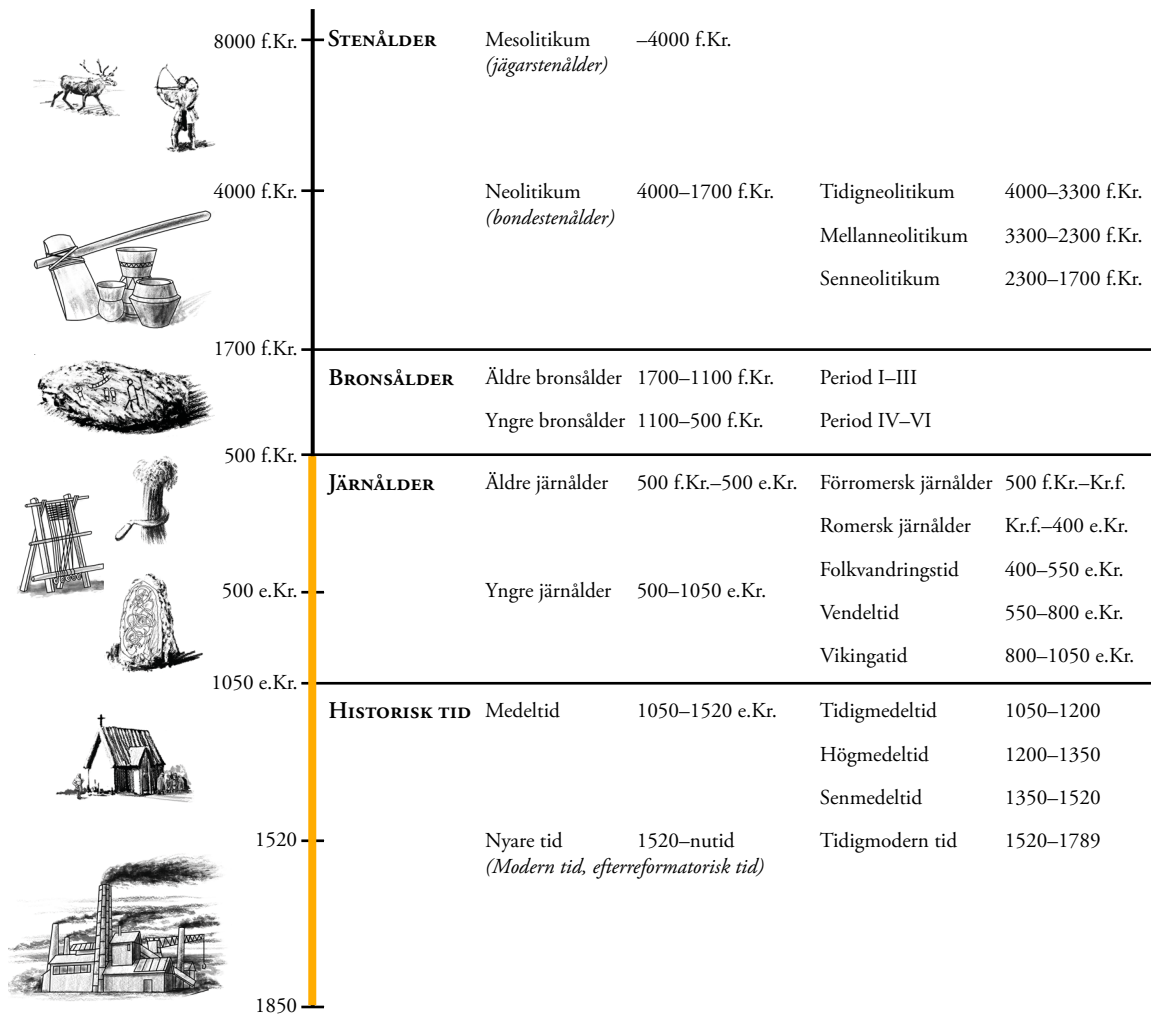 8000 f.Kr. STENÅLDER Mesolitikum –4000 f.Kr.
(jägarstenålder)
4000 f.Kr. Neolitikum 4000–1700 f.Kr. Tidigneolitikum 4000–3300 f.Kr.
(bondestenålder)
Mellanneolitikum 3300–2300 f.Kr.
Senneolitikum 2300–1700 f.Kr.
1700 f.Kr.
BRONSÅLDER Äldre bronsålder 1700–1100 f.Kr. Period I–III
Yngre bronsålder 1100–500 f.Kr. Period IV–VI
500 f.Kr.
JÄRNÅLDER Äldre järnålder 500 f.Kr.–500 e.Kr. Förromersk järnålder 500 f.Kr.–Kr.f.
Romersk järnålder Kr.f.–400 e.Kr.
Folkvandringstid 400–550 e.Kr.
500 e.Kr. Yngre järnålder 500–1050 e.Kr.
Vendeltid 550–800 e.Kr.
Vikingatid 800–1050 e.Kr.
1050 e.Kr.
HISTORISK TID Medeltid 1050–1520 e.Kr. Tidigmedeltid 1050–1200
Högmedeltid 1200–1350
Senmedeltid 1350–1520
1520 Nyare tid 1520–nutid Tidigmodern tid 1520–1789
(Modern tid, efterreformatorisk tid)
1850